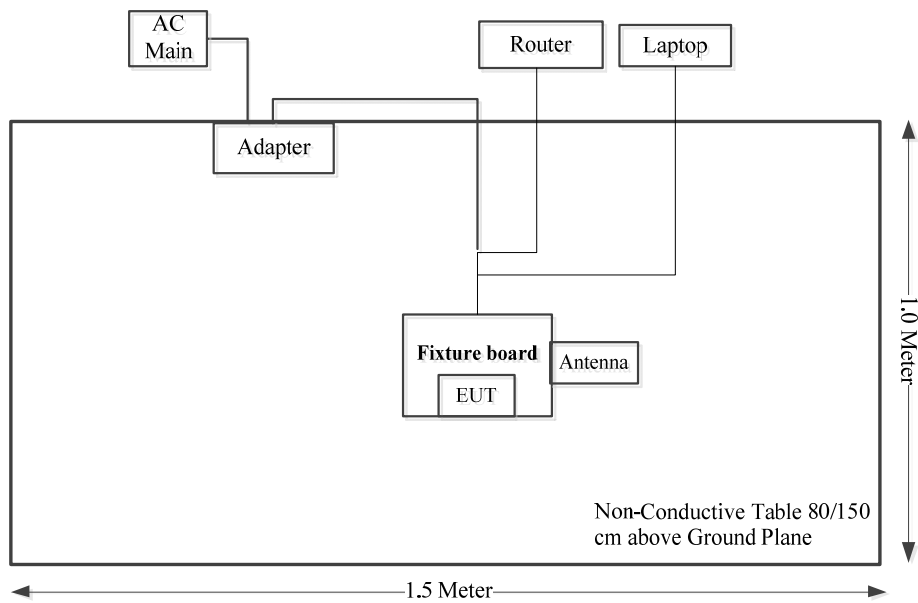 AC
Main
Router
Laptop
Adapter
Fixture board
Antenna
EUT
1.0 Meter
Non-Conductive Table 80/150
cm above Ground Plane
1.5 Meter